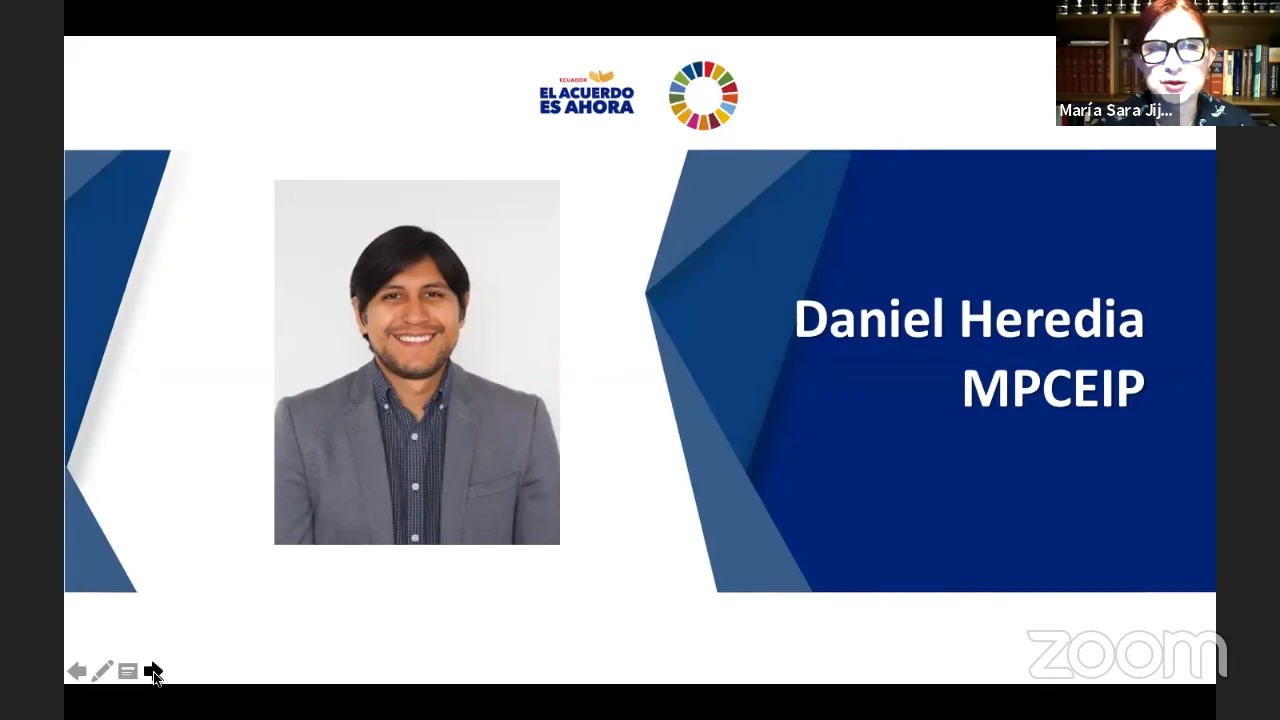 ECUADOR
EL ACUERDO
ES AHORA
María Sara Jij...
Daniel Heredia
MPCEIP
zoom